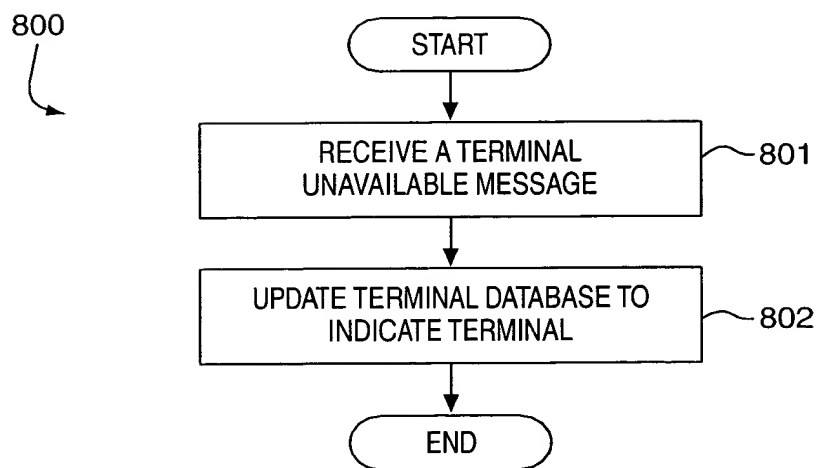 800
START
RECEIVE A TERMINAL
UNAVAILABLE MESSAGE
801
UPDATE TERMINAL DATABASE TO
INDICATE TERMINAL
802
END